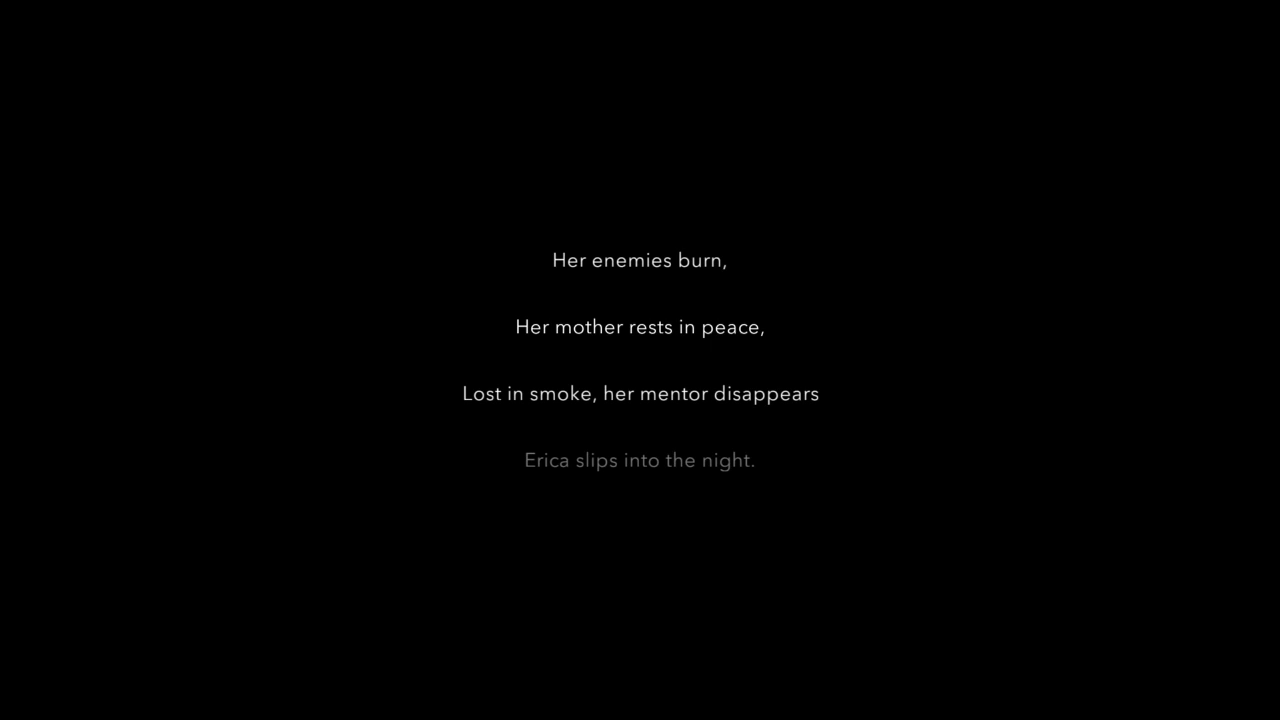 Her enemies burn,
Her mother rests in peace,
Lost in smoke, her mentor disappears
Erica slips into the night.